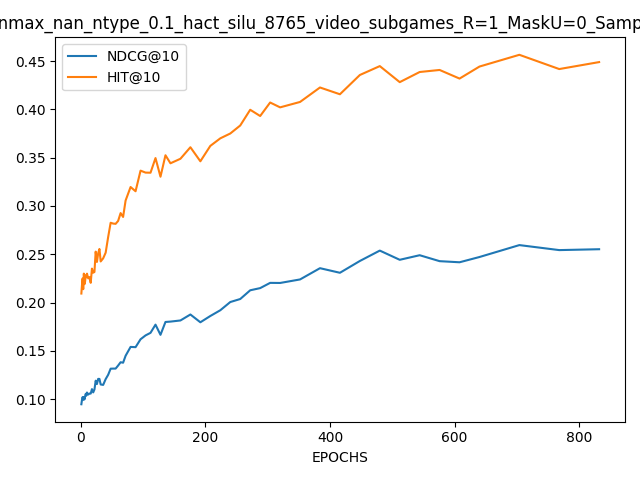 nmax_nan_ntype_0.1_hact_silu_8765_video_subgames_R=1_MaskU=0_Samp
NDCG@10
HIT@10
0.45
0.40
0.35
0.30
0.25
0.20
0.15
0.10
0 200 400 600 800
EPOCHS